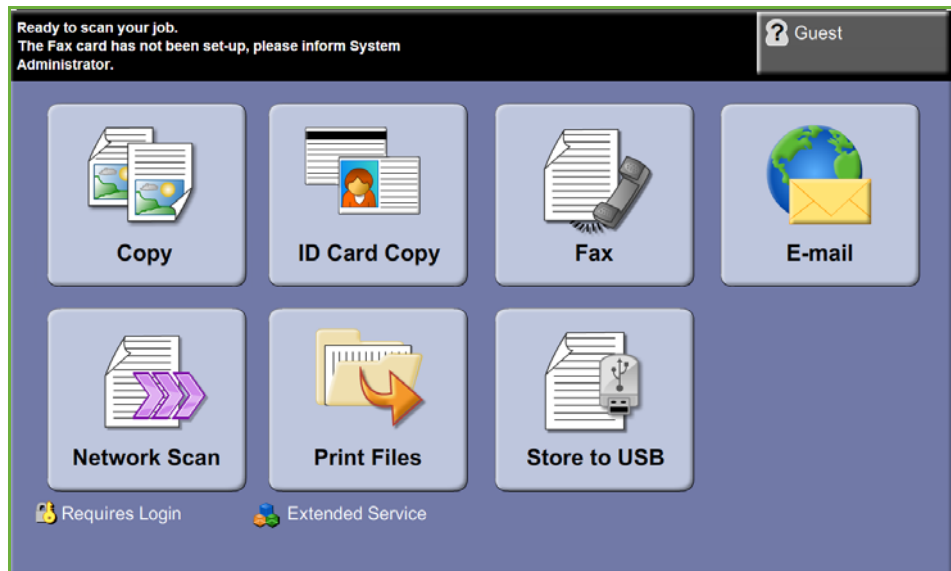 Ready to scan your job.
The Fax card has not been set-up, please inform System
Administrator.
Guest
Copy
ID Card Copy
Fax
E-mail
Network Scan
Print Files
Store to USB
Requires Login
Extended Service